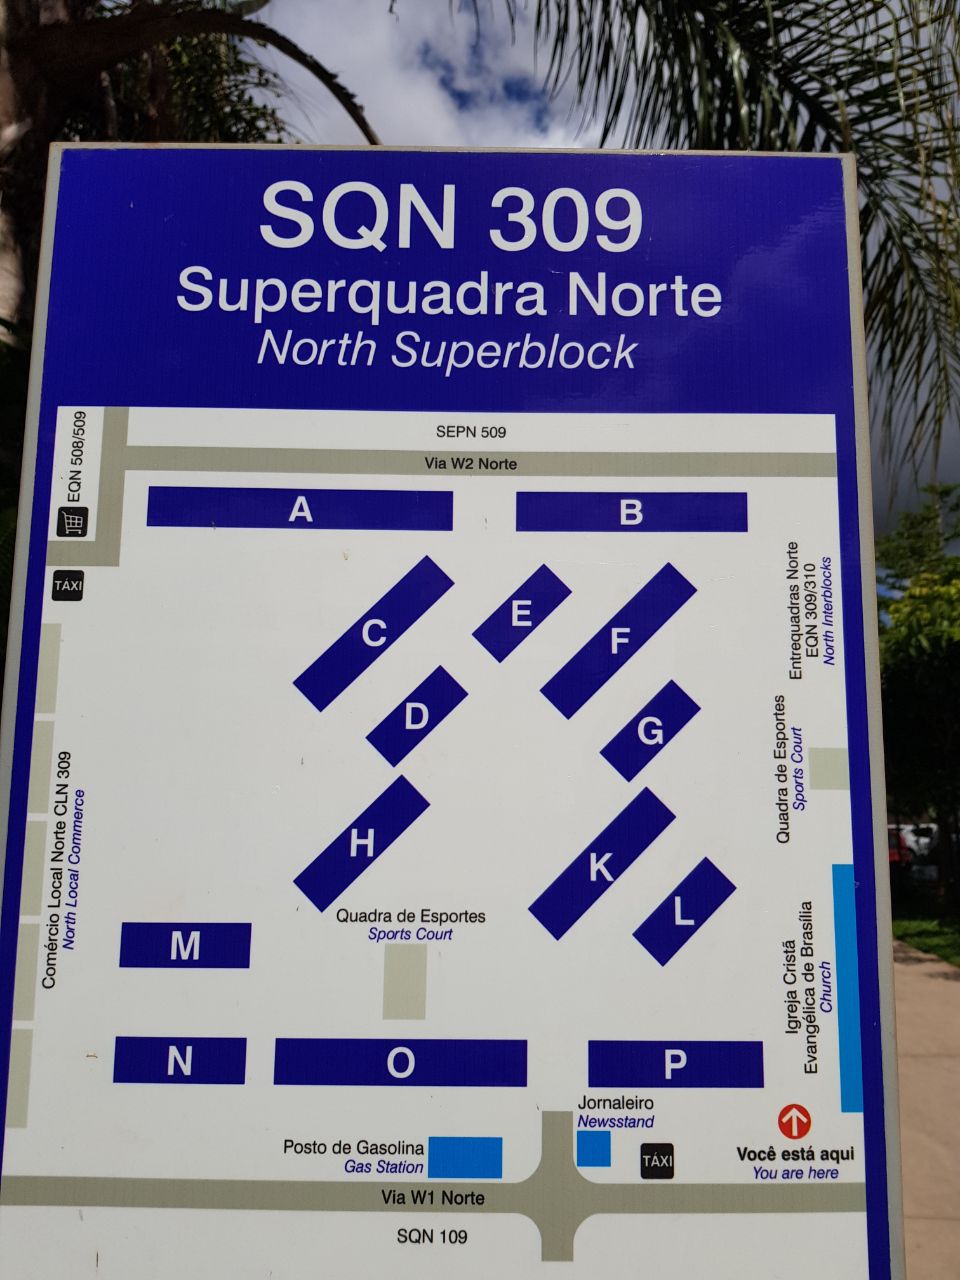 SQN 309
Superquadra Norte
North Superblock
SEPN 509
Via W2 Norte
EQN 508/509
TÁXI
A
B
C
E
F
D
G
H
K
L
M
N
O
P
Entrequadras Norte
EQN 309/310
North Interblocks
Quadra de Esportes
Sports Court
Comércio Local Norte CLN 309
North Local Commerce
Quadra de Esportes
Sports Court
Igreja Cristã
Evangélica de Brasília
Church
Jornaleiro
Newsstand
Posto de Gasolina
Gas Station
TÁXI
Você está aqui
You are here
Via W1 Norte
SQN 109